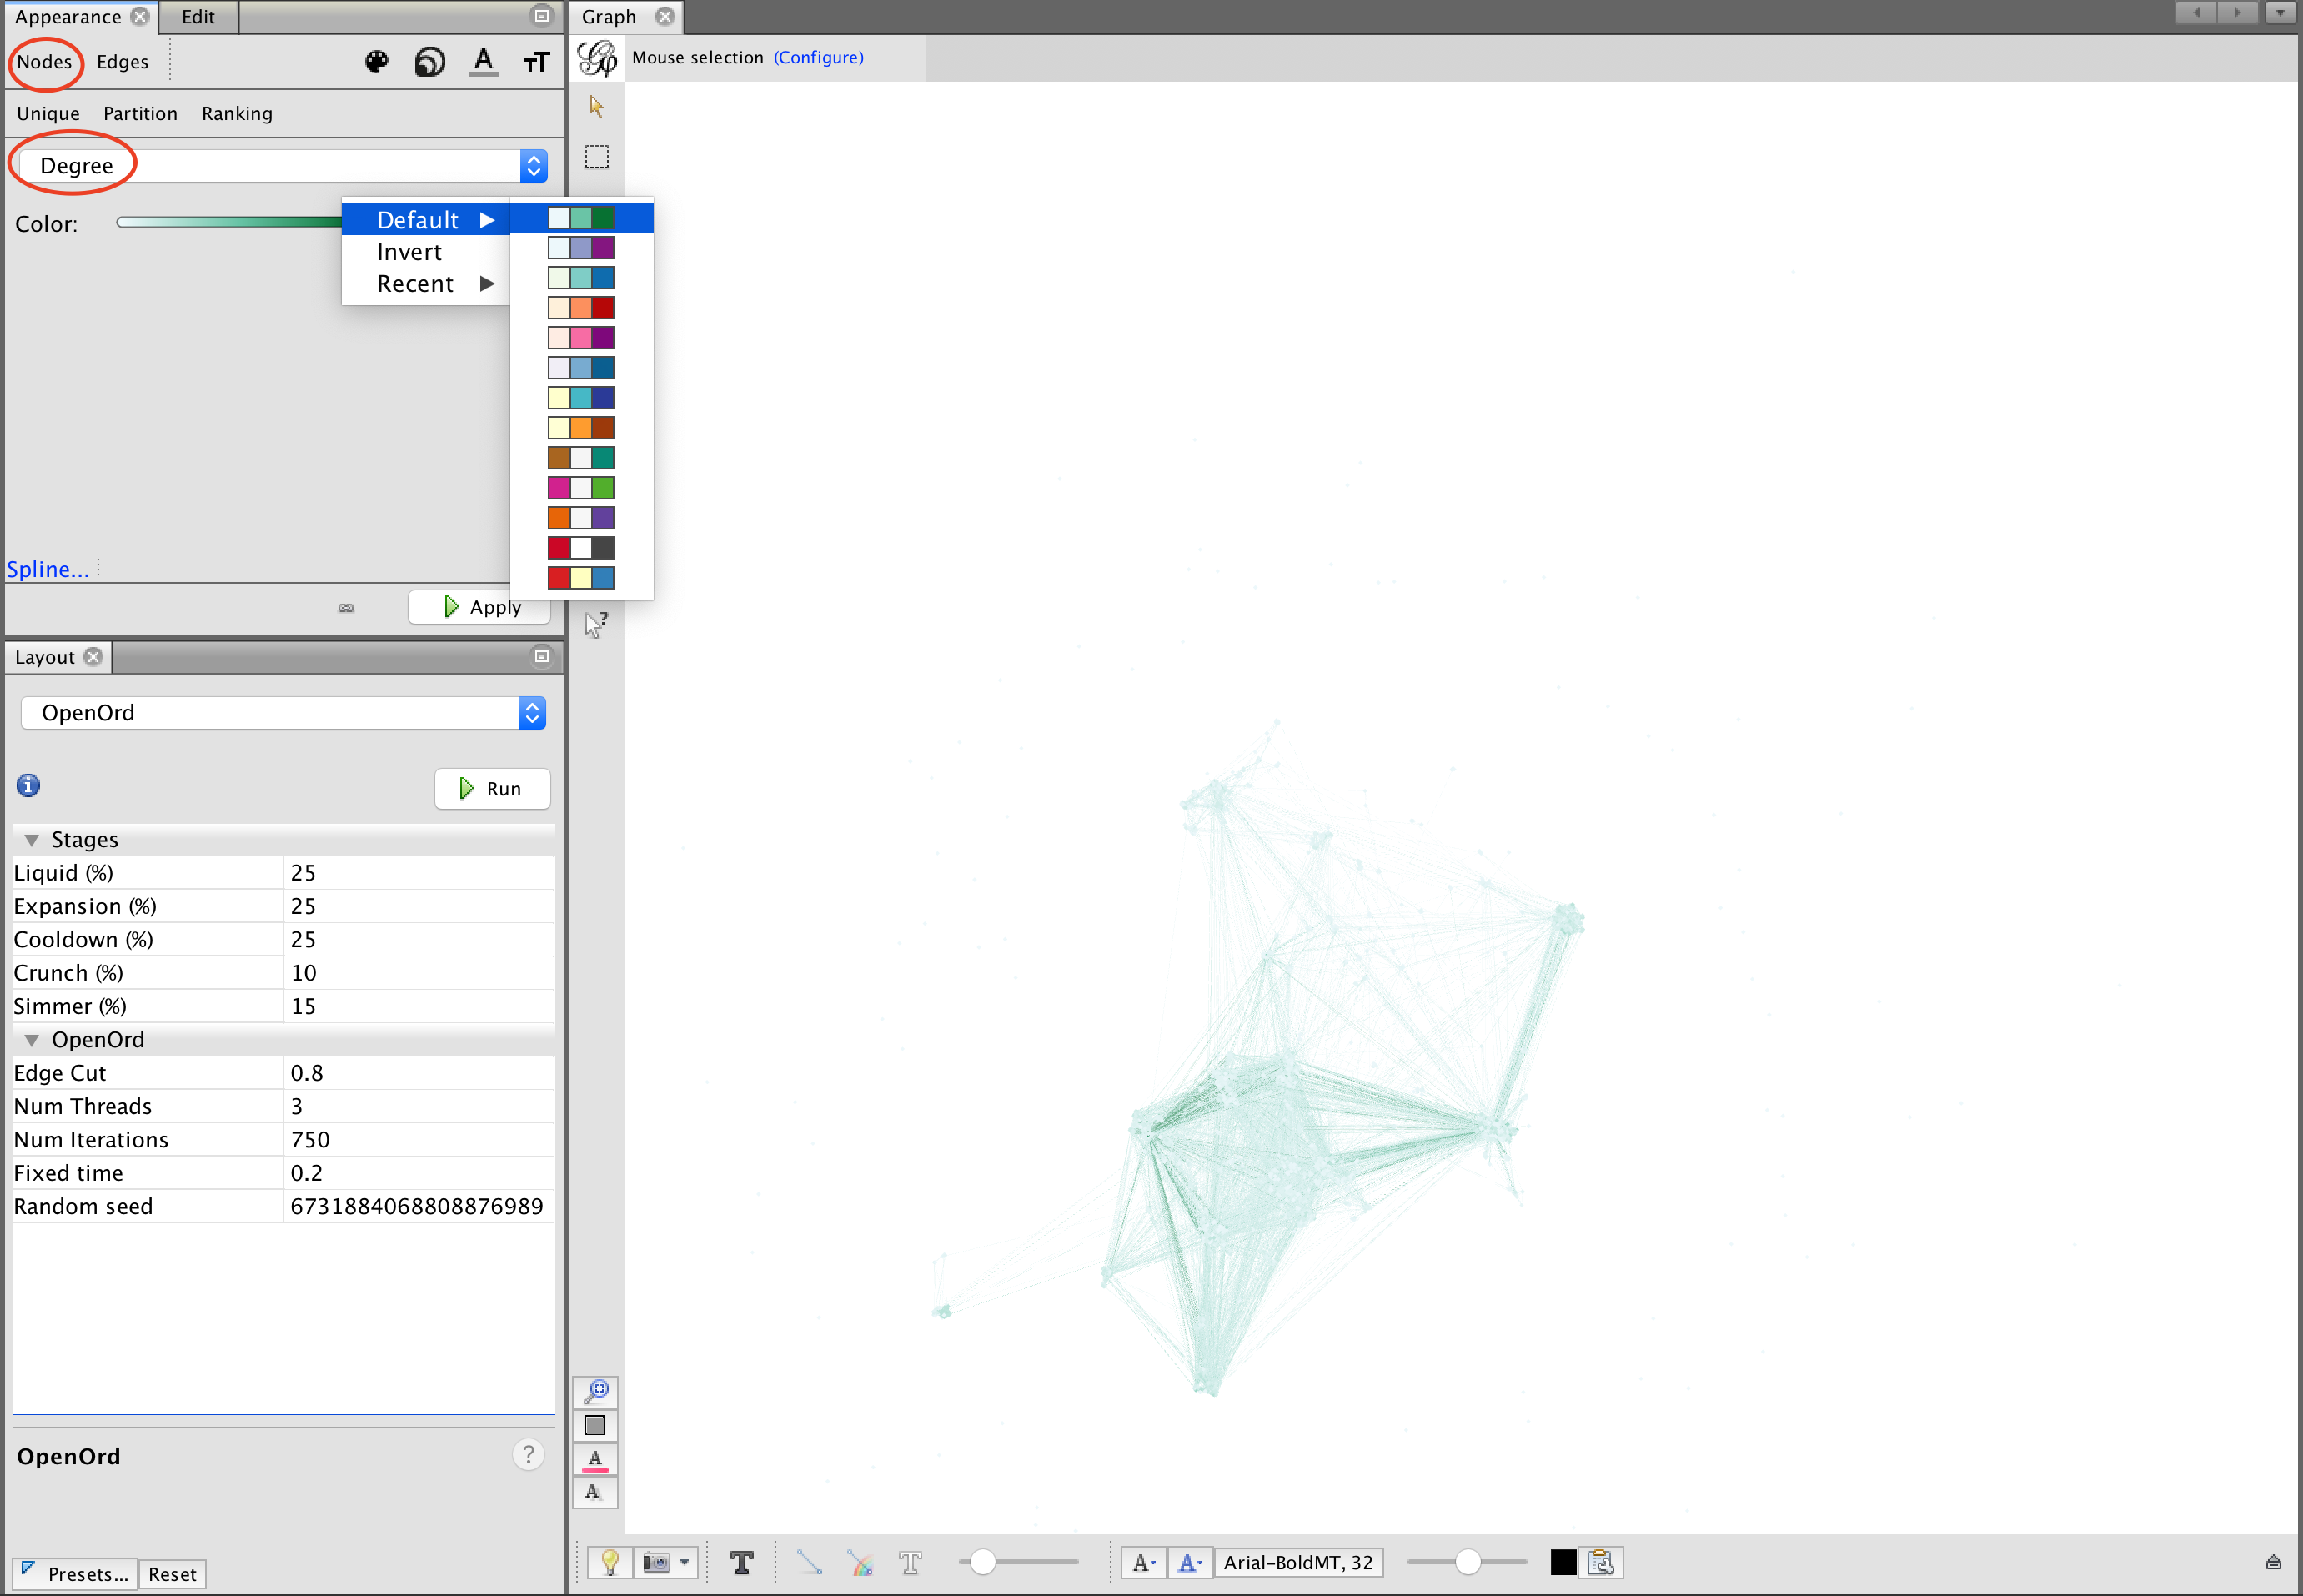 Appearance Edit
Nodes Edges A TT
Unique Partition Ranking
Degree
Color:
Default
Invert
Recent
Spline...
Apply
Layout
OpenOrd
Run
Stages
Liquid (%) 25
Expansion (%) 25
Cooldown (%) 25
Crunch (%) 10
Simmer (%) 15
OpenOrd
Edge Cut 0.8
Num Threads 3
Num Iterations 750
Fixed time 0.2
Random seed 6731884068808876989
OpenOrd ?
Presets... Reset
Graph
Mouse selection (Configure)
?
A
A
T T A A Arial-BoldMT, 32